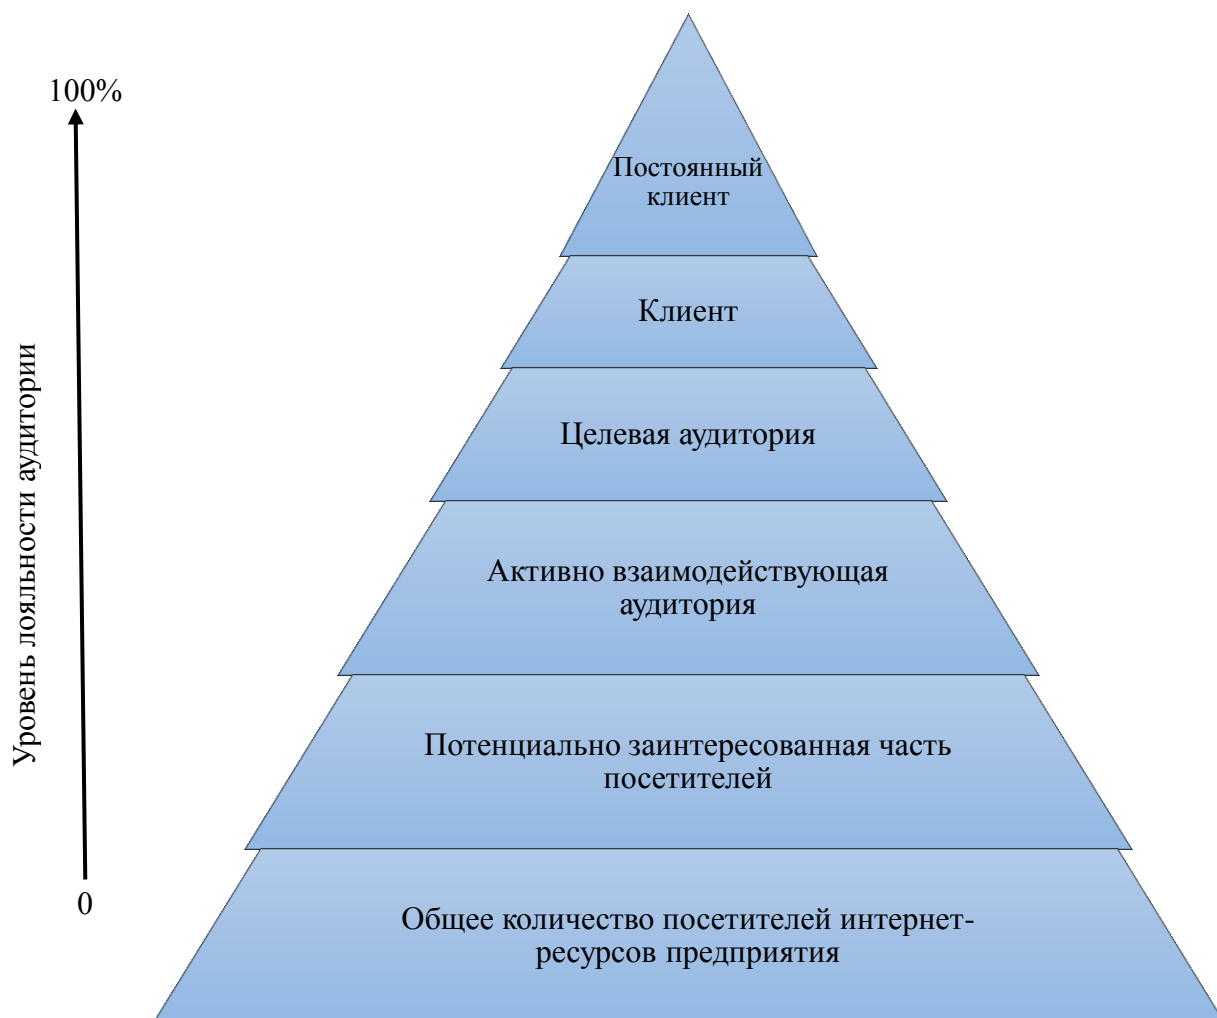 100%
Постоянный
клиент
Клиент
Целевая аудитория
Активно взаимодействующая
аудитория
Потенциально заинтересованная часть
посетителей
Общее количество посетителей интернет-
ресурсов предприятия
0
Уровень лояльности аудитории